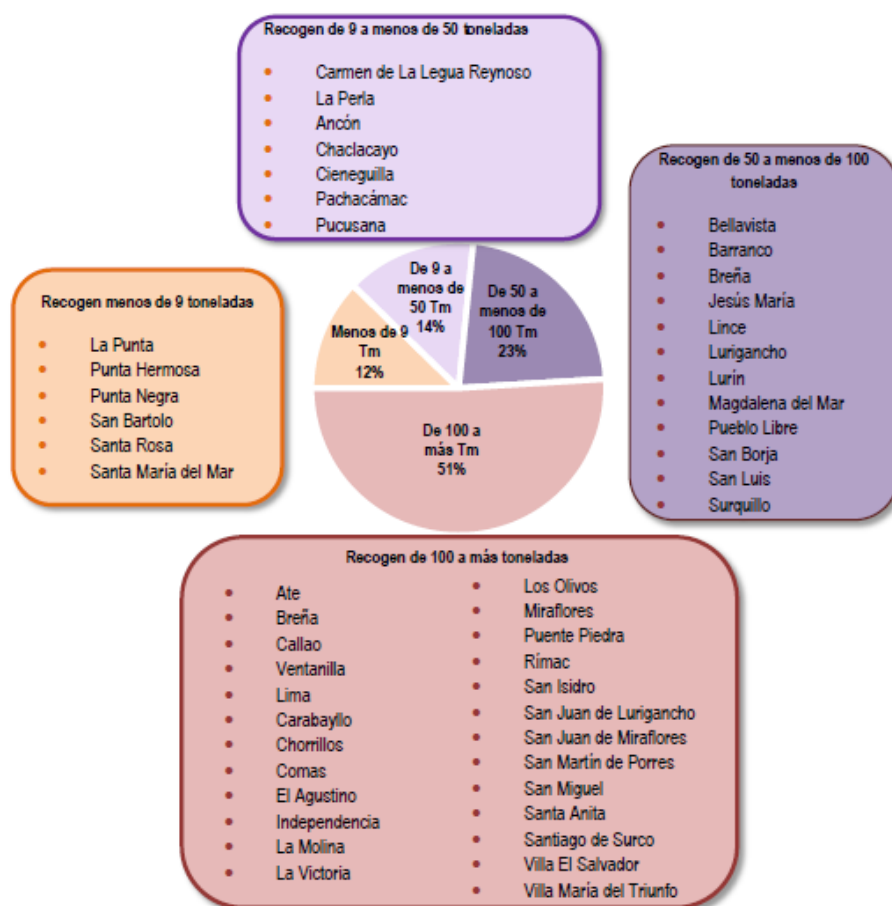 Recogen de 9 a menos de 50 toneladas
Carmen de La Legua Reynoso
La Perla
Ancón
Chaclacayo
Cieneguilla
Pachacámac
Pucusana
Recogen de 50 a menos de 100
toneladas
Bellavista
Barranco
Breña
Jesús María
Lince
Lurigancho
Lurín
Magdalena del Mar
Pueblo Libre
San Borja
San Luis
Surquillo
Recogen menos de 9 toneladas
La Punta
Punta Hermosa
Punta Negra
San Bartolo
Santa Rosa
Santa María del Mar
De 9 a
menos de
50 Tm
14%
De 50 a
menos de
100 Tm
23%
Menos de 9
Tm
12%
De 100 a
más Tm
51%
Recogen de 100 a más toneladas
Ate
Breña
Callao
Ventanilla
Lima
Carabayllo
Chorrillos
Comas
El Agustino
Independencia
La Molina
La Victoria
Los Olivos
Miraflores
Puente Piedra
Rímac
San Isidro
San Juan de Lurigancho
San Juan de Miraflores
San Martín de Porres
San Miguel
Santa Anita
Santiago de Surco
Villa El Salvador
Villa María del Triunfo